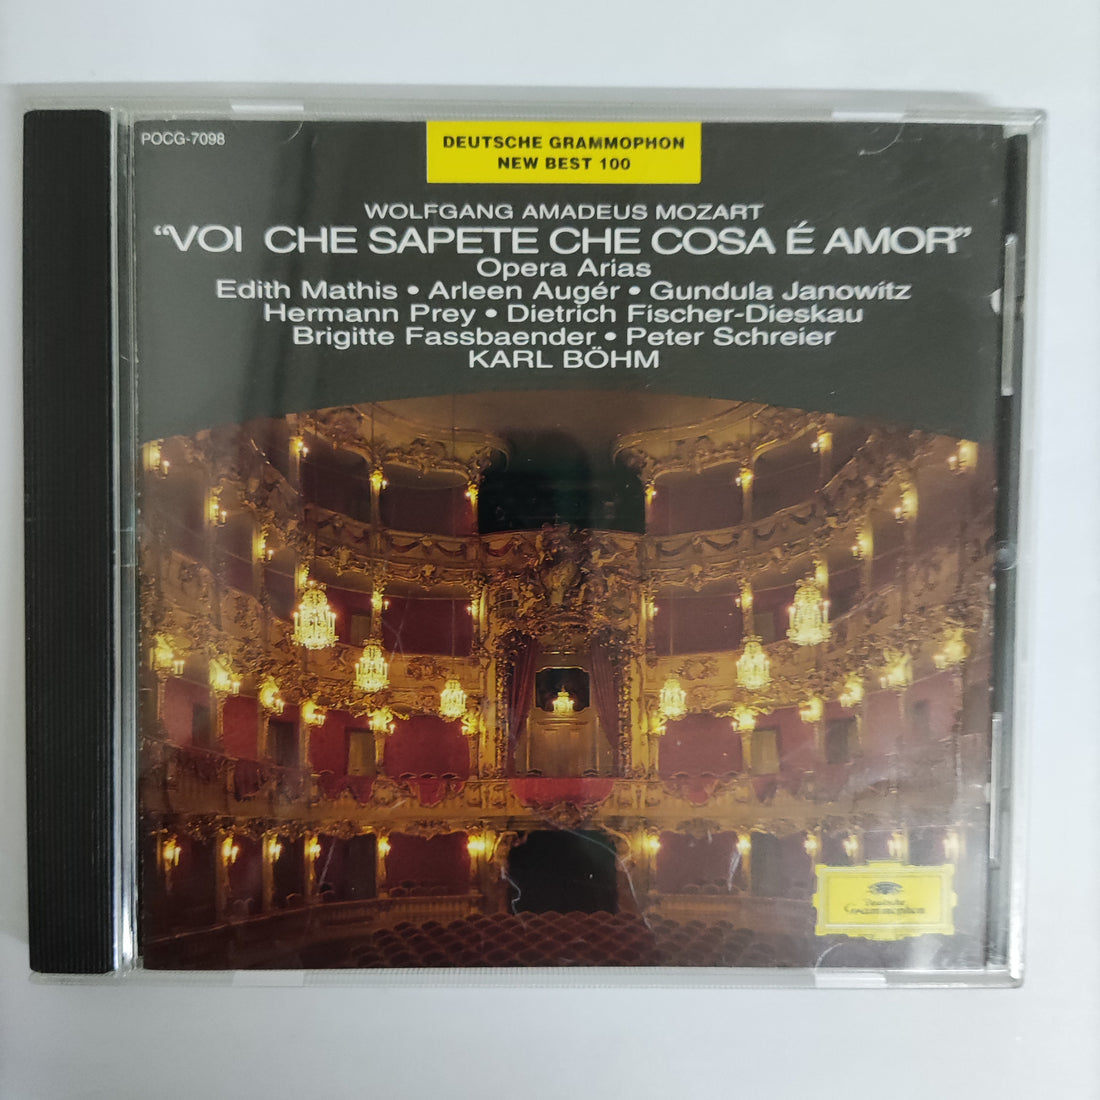 POCG-7098
DEUTSCHE GRAMMOPHON
NEW BEST 100
WOLFGANG AMADEUS MOZART
“VOI CHE SAPETE CHE COSA É AMOR”
Opera Arias
Edith Mathis • Arleen Augér • Gundula Janowitz
Hermann Prey • Dietrich Fischer-Dieskau
Brigitte Fassbaender • Peter Schreier
KARL BÖHM
Deutsche
Grammophon